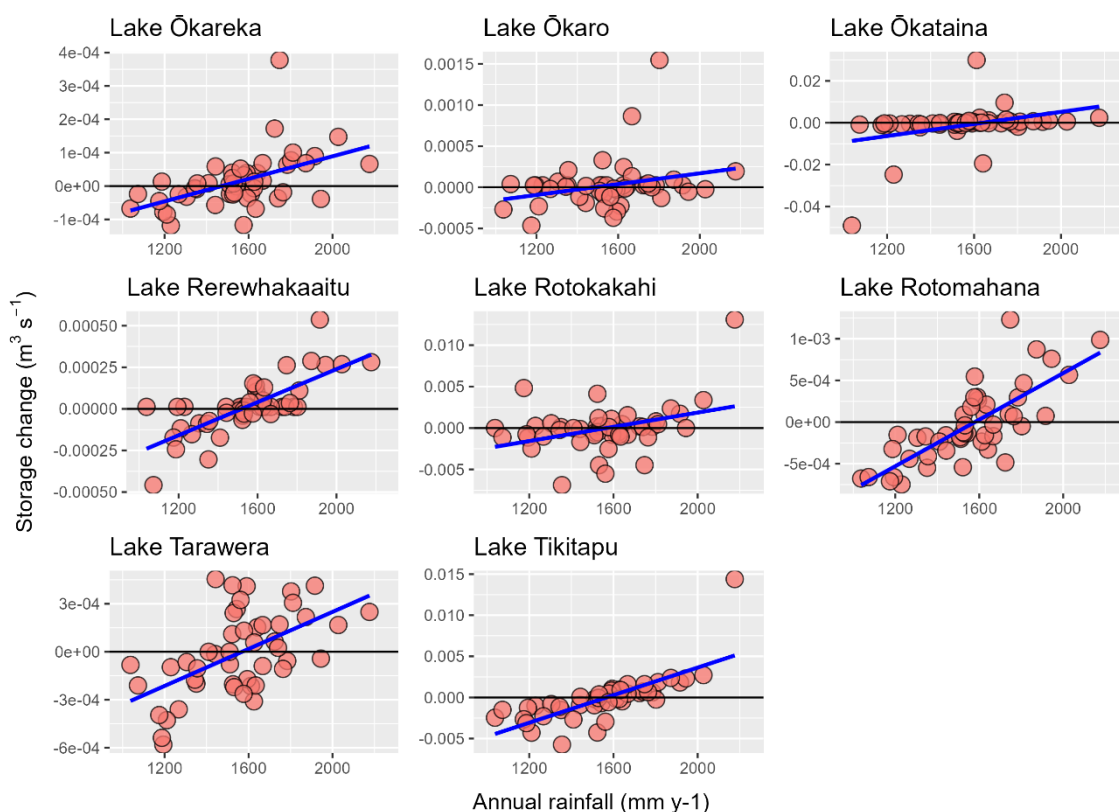 Lake Ōkareka
Lake Ōkaro
Lake Ōkataina
4e-04
3e-04
2e-04
1e-04
0e+00
-1e-04
1200 1600 2000
0.0015
0.0010
0.0005
0.0000
-0.0005
1200 1600 2000
0.02
0.00
-0.02
-0.04
1200 1600 2000
Lake Rerewhakaaitu
Lake Rotokakahi
Lake Rotomahana
0.00050
0.00025
0.00000
-0.00025
-0.00050
1200 1600 2000
0.010
0.005
0.000
-0.005
1200 1600 2000
1e-03
5e-04
0e+00
-5e-04
1200 1600 2000
Lake Tarawera
Lake Tikitapu
3e-04
0e+00
-3e-04
-6e-04
1200 1600 2000
0.015
0.010
0.005
0.000
-0.005
1200 1600 2000
Storage change (m³ s⁻¹)
Annual rainfall (mm y-1)